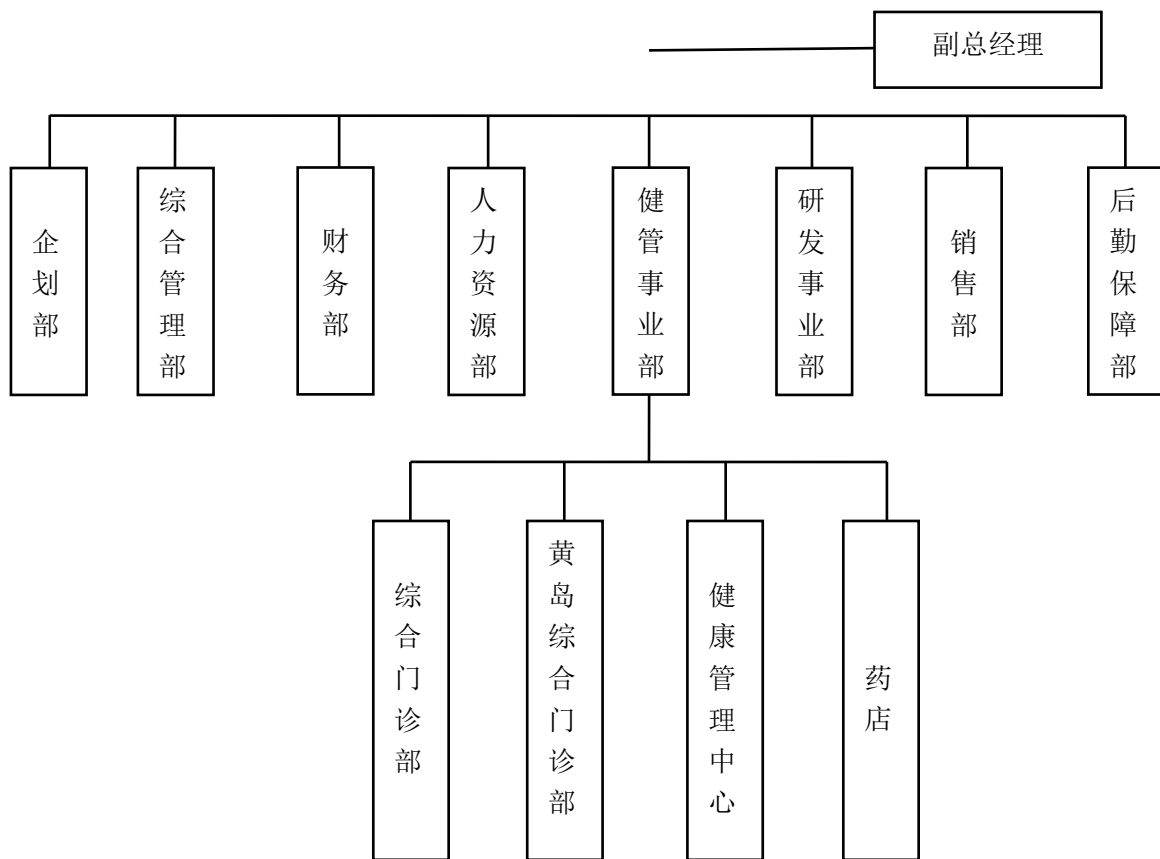 副总经理
企划部
综合管理部
财务部
人力资源部
健管事业部
研发事业部
销售部
后勤保障部
综合门诊部
黄岛综合门诊部
健康管理中心
药店